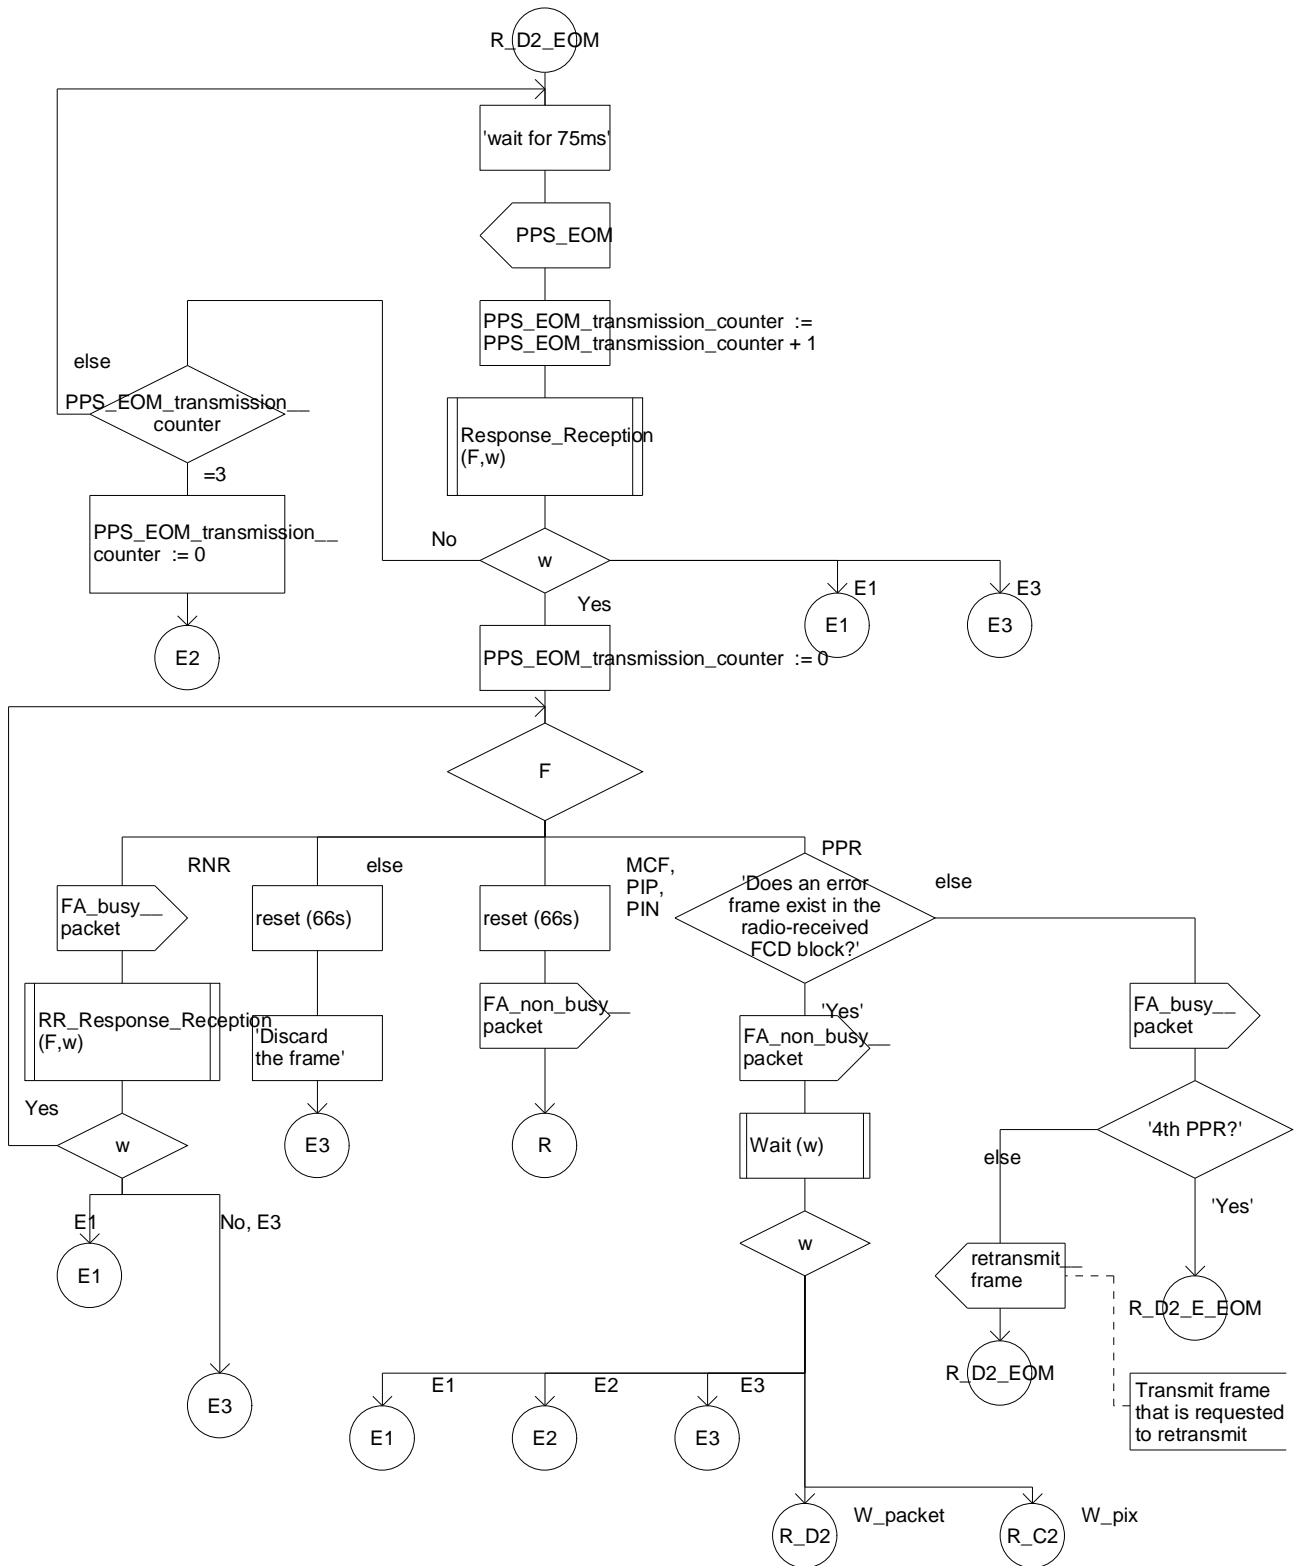 R_D2_EOM
'wait for 75ms'
PPS_EOM
PPS_EOM_transmission_counter :=
PPS_EOM_transmission_counter + 1
else
PPS_EOM_transmission__
counter
=3
Response_Reception
(F,w)
PPS_EOM_transmission__
counter := 0
No
w
Yes
E1
E3
E1
E3
E2
PPS_EOM_transmission_counter := 0
F
RNR
else
MCF,
PIP,
PIN
PPR
'Does an error
frame exist in the
radio-received
FCD block?'
else
FA_busy__
packet
reset (66s)
reset (66s)
FA_non_busy__
packet
'Yes'
FA_non_busy__
packet
FA_busy__
packet
RR_Response_Reception
(F,w)
'Discard
the frame'
Yes
w
E3
R
Wait (w)
'4th PPR?'
else
'Yes'
E1
No, E3
E1
w
retransmit__
frame
R_D2_E_EOM
R_D2_EOM
E3
E1
E2
E3
E1
E2
E3
Transmit frame
that is requested
to retransmit
W_packet
W_pix
R_D2
R_C2